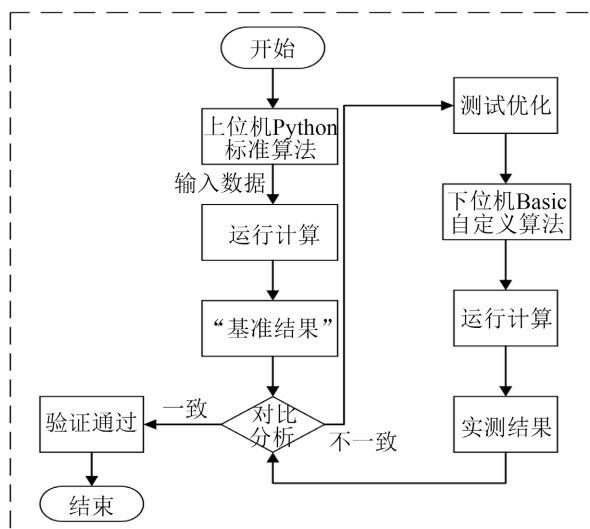 开始
上位机Python
标准算法
输入数据
运行计算
“基准结果”
对比
分析
一致
不一致
验证通过
结束
测试优化
下位机Basic
自定义算法
运行计算
实测结果